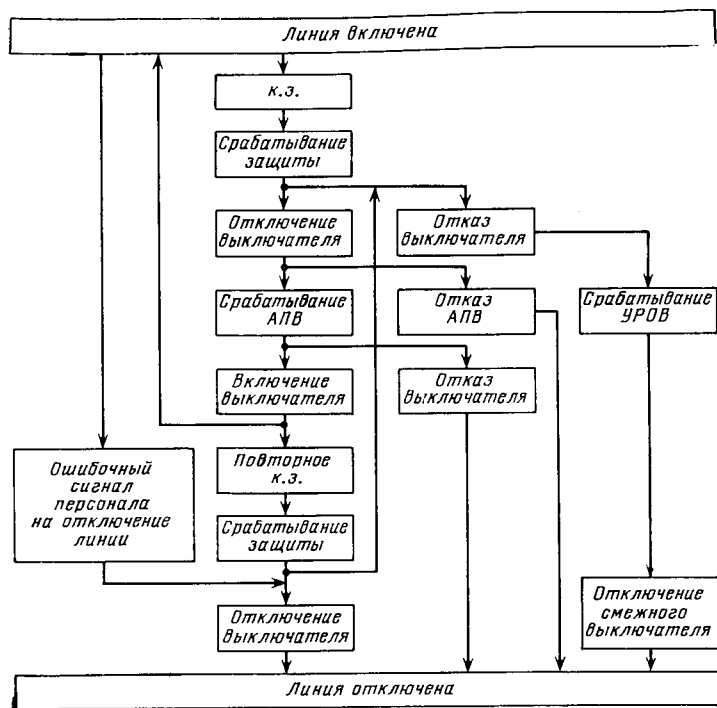 Линия включена
к.з.
Срабатывание
защиты
Отключение
выключателя
Отказ
выключателя
Срабатывание
АПВ
Отказ
АПВ
Срабатывание
УРОВ
Включение
выключателя
Отказ
выключателя
Ошибочный
сигнал
персонала
на отключение
линии
Повторное
к.з.
Срабатывание
защиты
Отключение
выключателя
Отключение
смежного
выключателя
Линия отключена